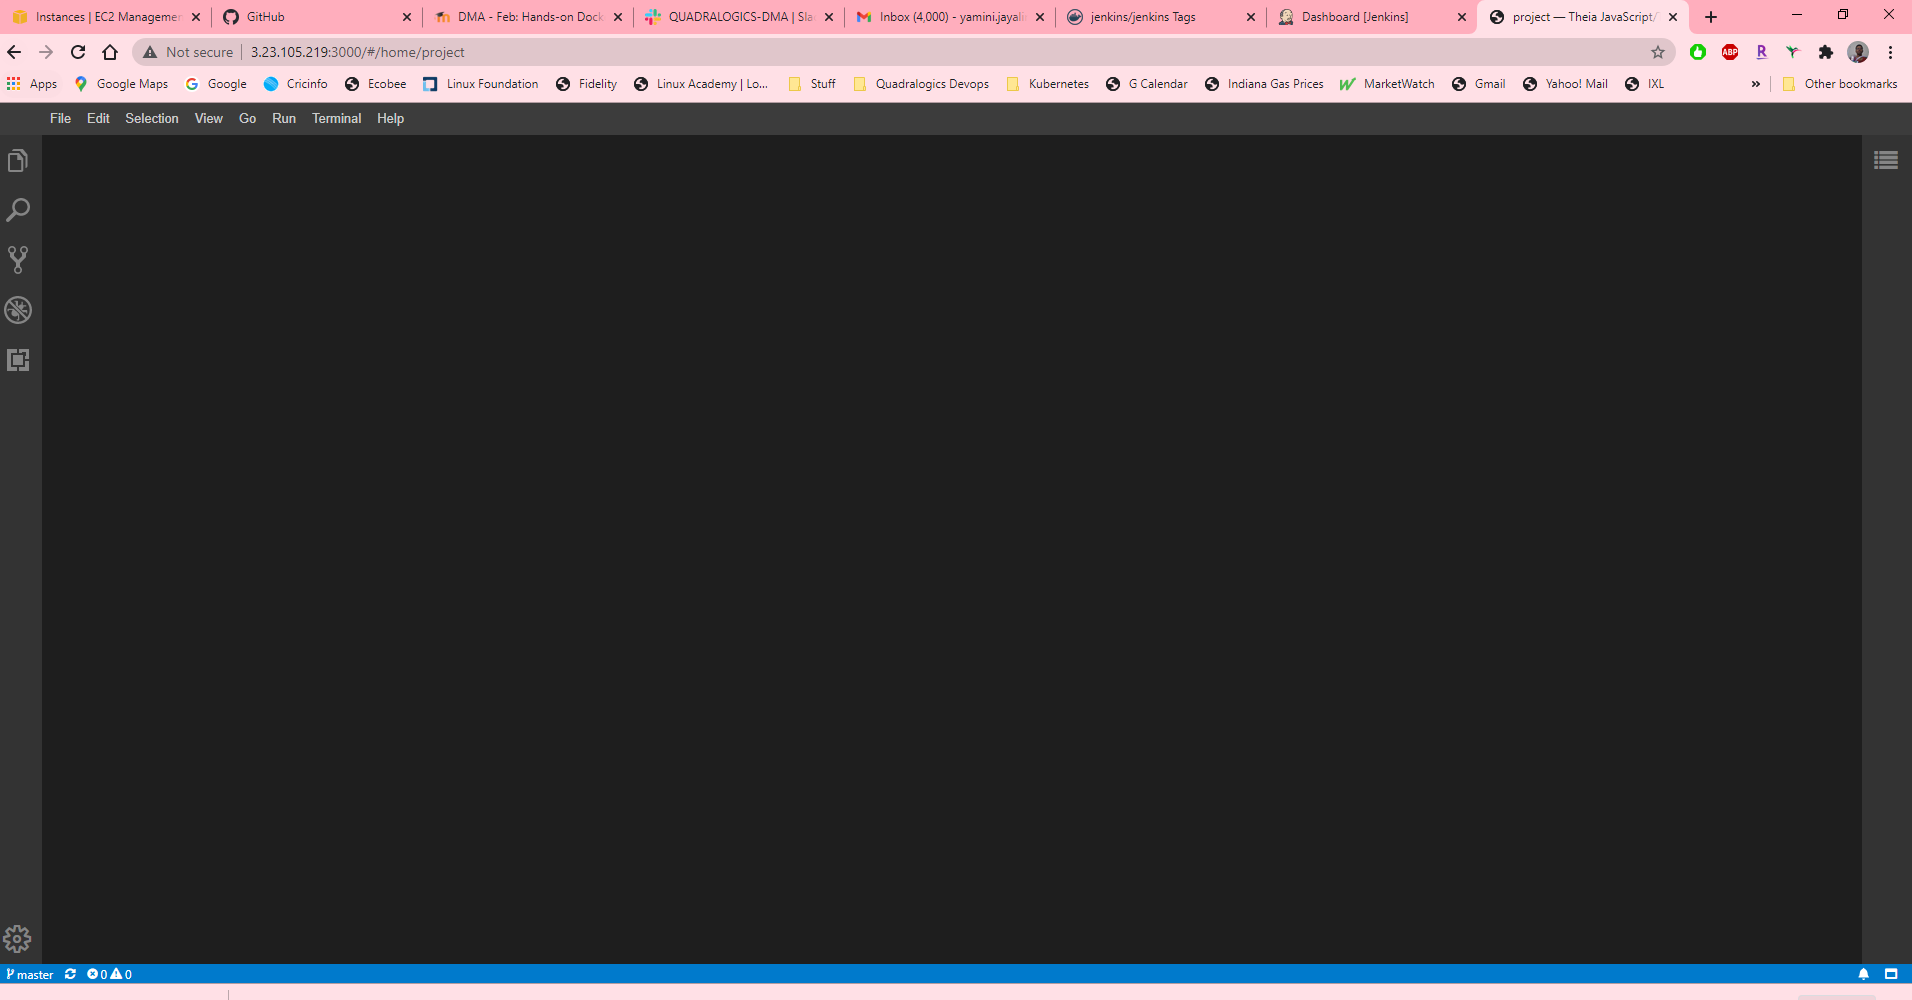 Instances | EC2 Managemen GitHub DMA - Feb: Hands-on Dock QUADRALOGICS-DMA | Sla Inbox (4,000) - yamini.jayali jenkins/jenkins Tags Dashboard [Jenkins] project — Theia JavaScript/
Not secure 3.23.105.219:3000/#/home/project ABP R
Apps Google Maps Google Cricinfo Ecobee Linux Foundation Fidelity Linux Academy | Lo... Stuff Quadralogics Devops Kubernetes G Calendar Indiana Gas Prices MarketWatch Gmail Yahoo! Mail IXL » Other bookmarks
File Edit Selection View Go Run Terminal Help
master 0 0